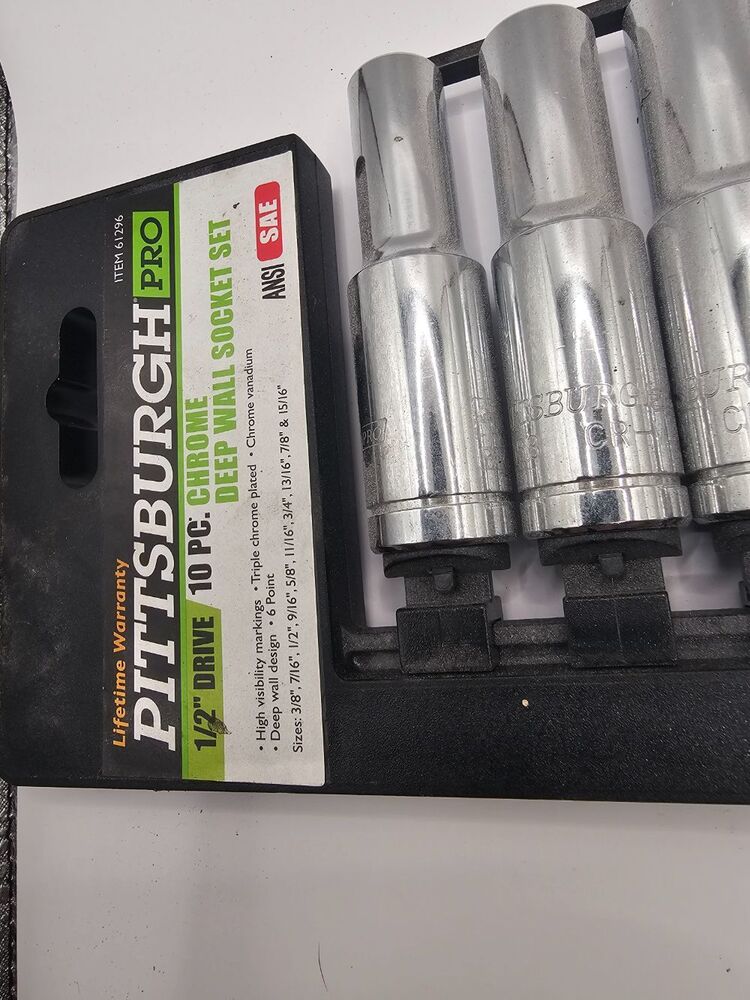 ITEM 61296
Lifetime Warranty
PITTSBURGH PRO
1/2" DRIVE 10 PC. CHROME
DEEP WALL SOCKET SET
ANSI SAE
• High visibility markings • Triple chrome plated • Chrome vanadium
• Deep wall design • 6 Point
Sizes: 3/8", 7/16", 1/2", 9/16", 5/8", 11/16", 3/4", 13/16", 7/8" & 15/16"
PRO
TSBURGH
CR-